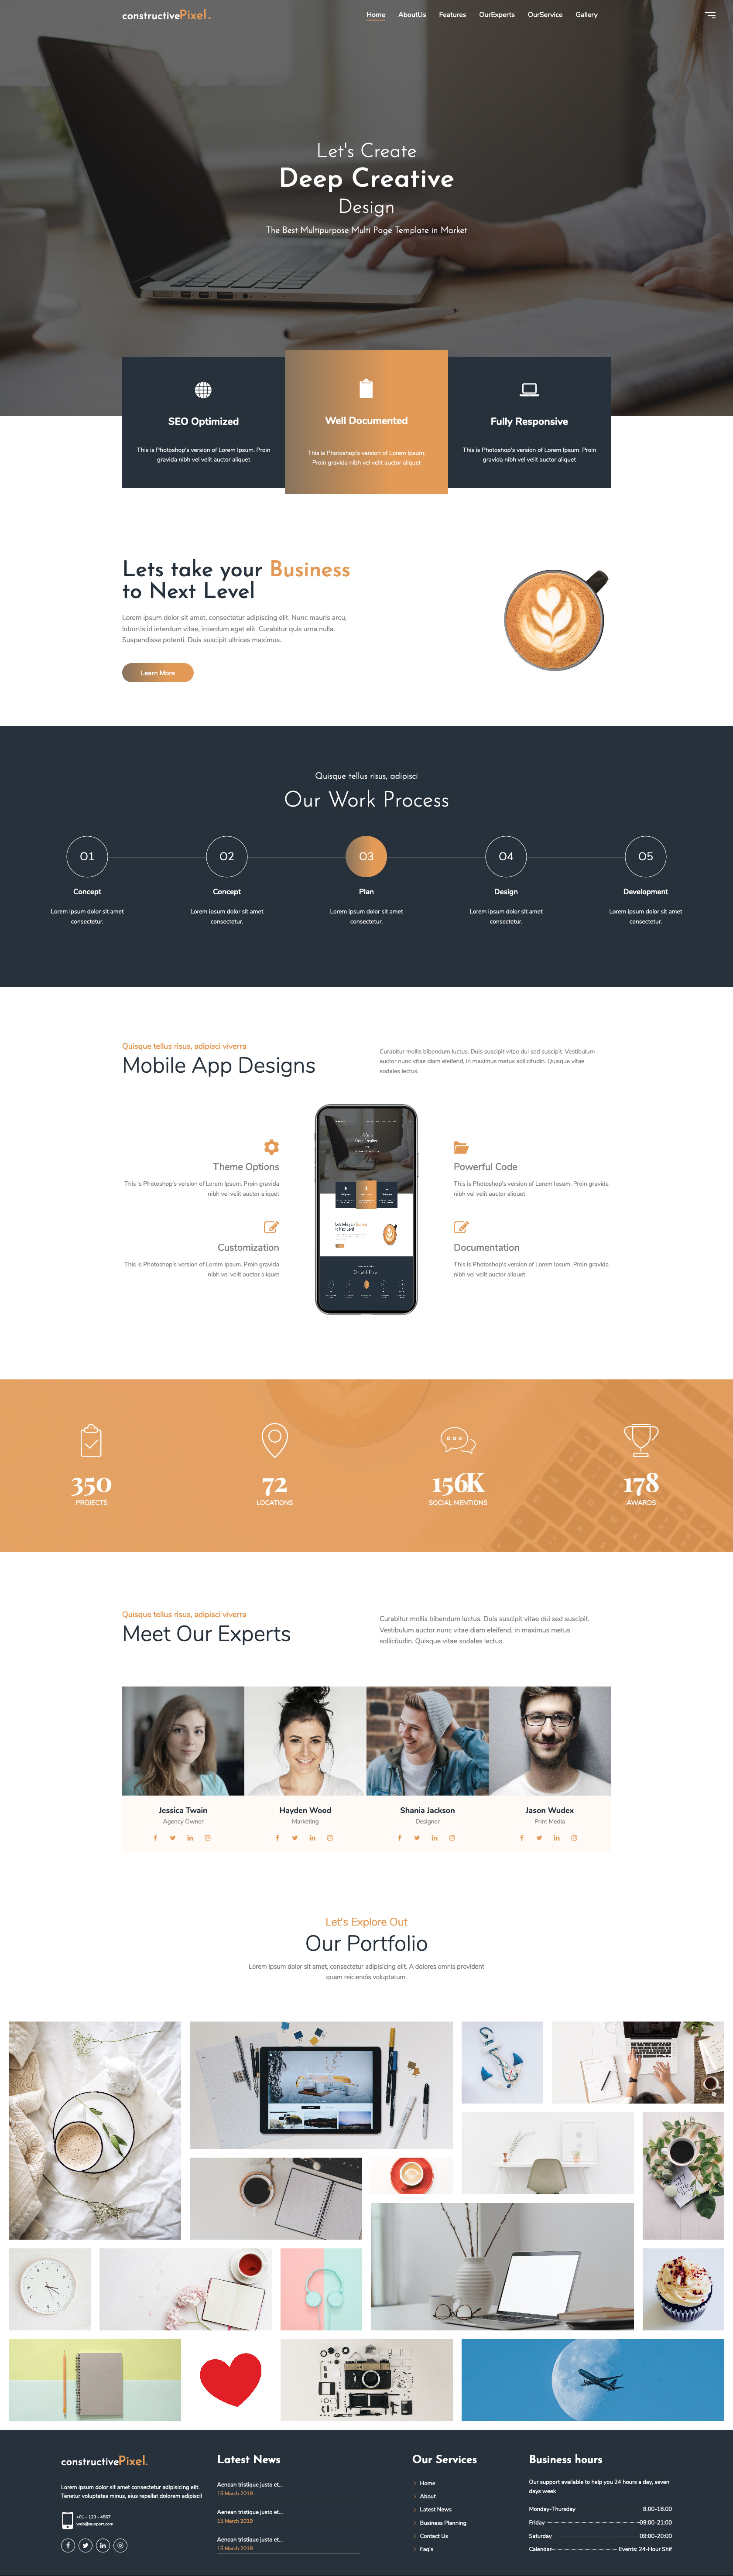 constructivePixel.
Home AboutUs Features OurExperts OurService Gallery
Let's Create
Deep Creative
Design
The Best Multipurpose Multi Page Template in Market
SEO Optimized
This is Photoshop's version of Lorem Ipsum. Proin
gravida nibh vel velit auctor aliquet
Well Documented
This is Photoshop's version of Lorem Ipsum.
Proin gravida nibh vel velit auctor aliquet
Fully Responsive
This is Photoshop's version of Lorem Ipsum. Proin
gravida nibh vel velit auctor aliquet
Lets take your Business
to Next Level
Lorem ipsum dolor sit amet, consectetur adipiscing elit. Nunc mauris arcu,
lobortis id interdum vitae, interdum eget elit. Curabitur quis urna nulla.
Suspendisse potenti. Duis suscipit ultrices maximus.
Learn More
Quisque tellus risus, adipisci
Our Work Process
01
Concept
Lorem ipsum dolor sit amet
consectetur.
02
Concept
Lorem ipsum dolor sit amet
consectetur.
03
Plan
Lorem ipsum dolor sit amet
consectetur.
04
Design
Lorem ipsum dolor sit amet
consectetur.
05
Development
Lorem ipsum dolor sit amet
consectetur.
Quisque tellus risus, adipisci viverra
Mobile App Designs
Curabitur mollis bibendum luctus. Duis suscipit vitae dui sed suscipit. Vestibulum
auctor nunc vitae diam eleifend, in maximus metus sollicitudin. Quisque vitae
sodales lectus.
Theme Options
This is Photoshop's version of Lorem Ipsum. Proin gravida
nibh vel velit auctor aliquet
Customization
This is Photoshop's version of Lorem Ipsum. Proin gravida
nibh vel velit auctor aliquet
Deep Creative
Powerful Code
This is Photoshop's version of Lorem Ipsum. Proin gravida
nibh vel velit auctor aliquet
Documentation
This is Photoshop's version of Lorem Ipsum. Proin gravida
nibh vel velit auctor aliquet
350
PROJECTS
72
LOCATIONS
156K
SOCIAL MENTIONS
178
AWARDS
Quisque tellus risus, adipisci viverra
Meet Our Experts
Curabitur mollis bibendum luctus. Duis suscipit vitae dui sed suscipit.
Vestibulum auctor nunc vitae diam eleifend, in maximus metus
sollicitudin. Quisque vitae sodales lectus.
Jessica Twain
Agency Owner
Hayden Wood
Marketing
Shania Jackson
Designer
Jason Wudex
Print Media
Let's Explore Out
Our Portfolio
Lorem ipsum dolor sit amet, consectetur adipisicing elit. A dolores omnis provident
quam reiciendis voluptatum.
constructivePixel.
Lorem ipsum dolor sit amet consectetur adipisicing elit.
Tenetur voluptates minus, eius repellat dolorem adipisci!
+01 - 123 - 4567
web@support.com
Latest News
Aenean tristique justo et...
15 March 2019
Aenean tristique justo et...
15 March 2019
Aenean tristique justo et...
15 March 2019
Our Services
Home
About
Latest News
Business Planning
Contact Us
Faq's
Business hours
Our support available to help you 24 hours a day, seven
days week
Monday-Thursday 8.00-18.00
Friday 09:00-21:00
Saturday 09:00-20:00
Calendar Events: 24-Hour Shif